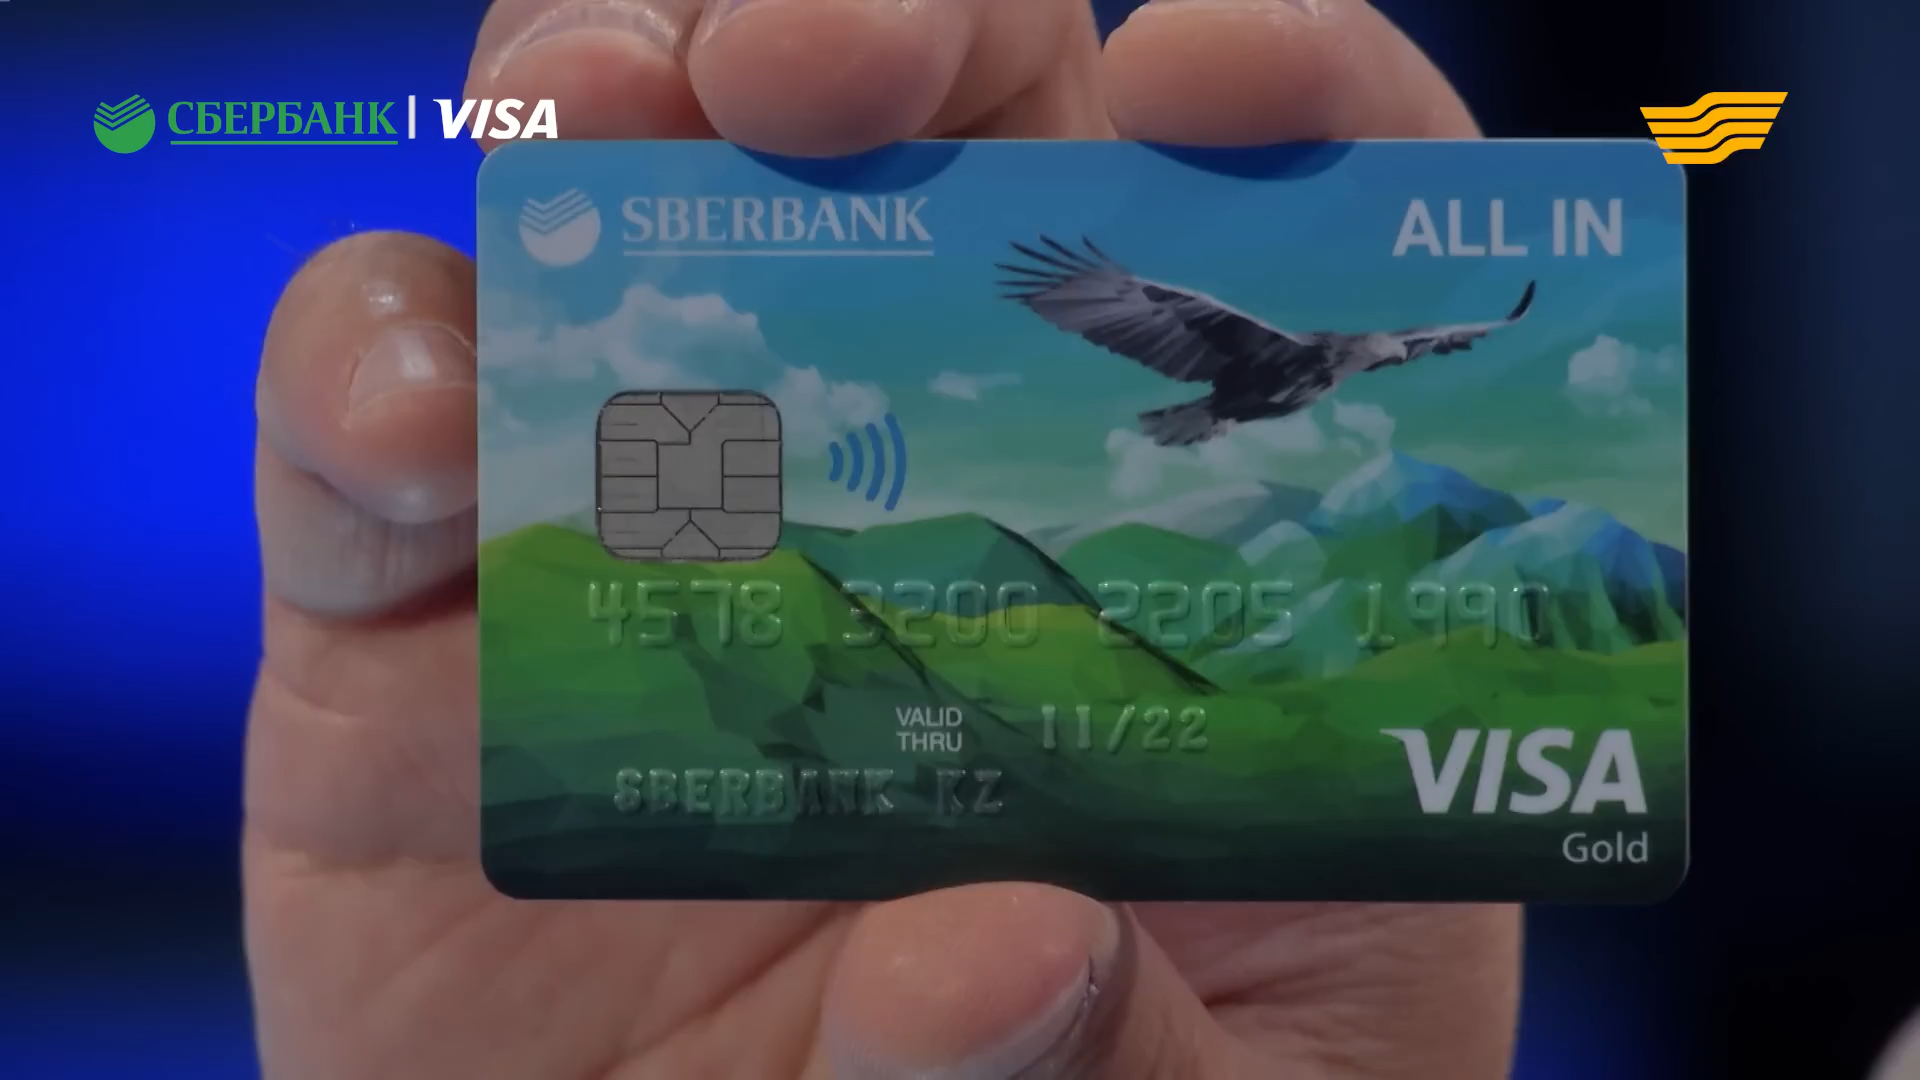 СБЕРБАНК | VISA
SBERBANK
ALL IN
4578 3200 2205 1990
VALID THRU 11/22
SBERBANK KZ
VISA
Gold